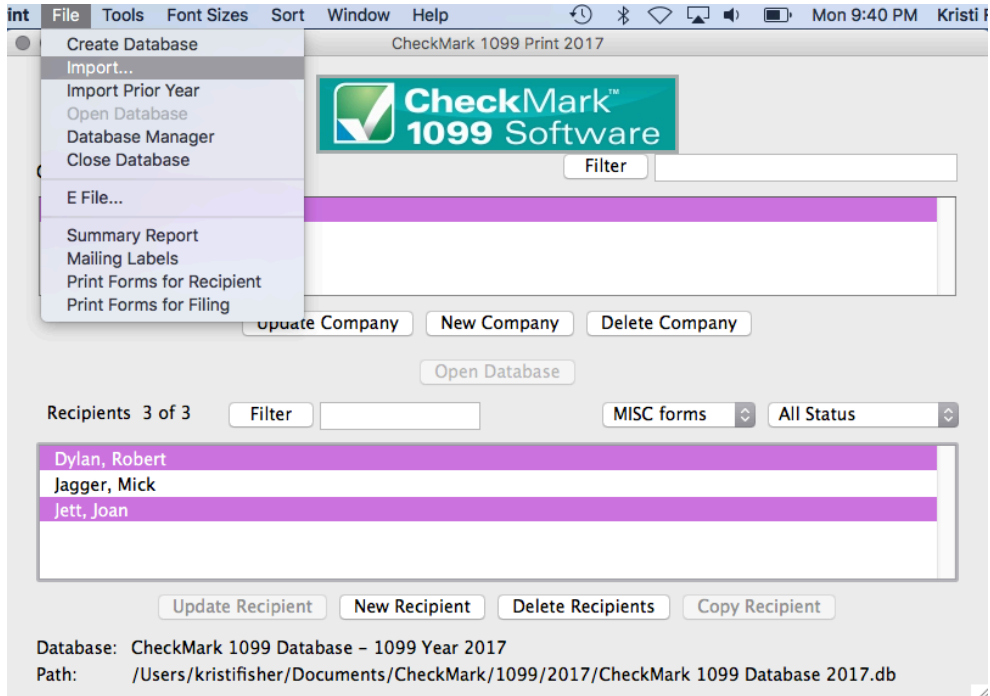 int File Tools Font Sizes Sort Window Help Mon 9:40 PM Kristi
CheckMark 1099 Print 2017
Create Database
Import...
Import Prior Year
Open Database
Database Manager
Close Database
E File...
Summary Report
Mailing Labels
Print Forms for Recipient
Print Forms for Filing
CheckMark™
1099 Software
Filter
Update Company New Company Delete Company
Open Database
Recipients 3 of 3 Filter MISC forms All Status
Dylan, Robert
Jagger, Mick
Jett, Joan
Update Recipient New Recipient Delete Recipients Copy Recipient
Database: CheckMark 1099 Database - 1099 Year 2017
Path: /Users/kristifisher/Documents/CheckMark/1099/2017/CheckMark 1099 Database 2017.db